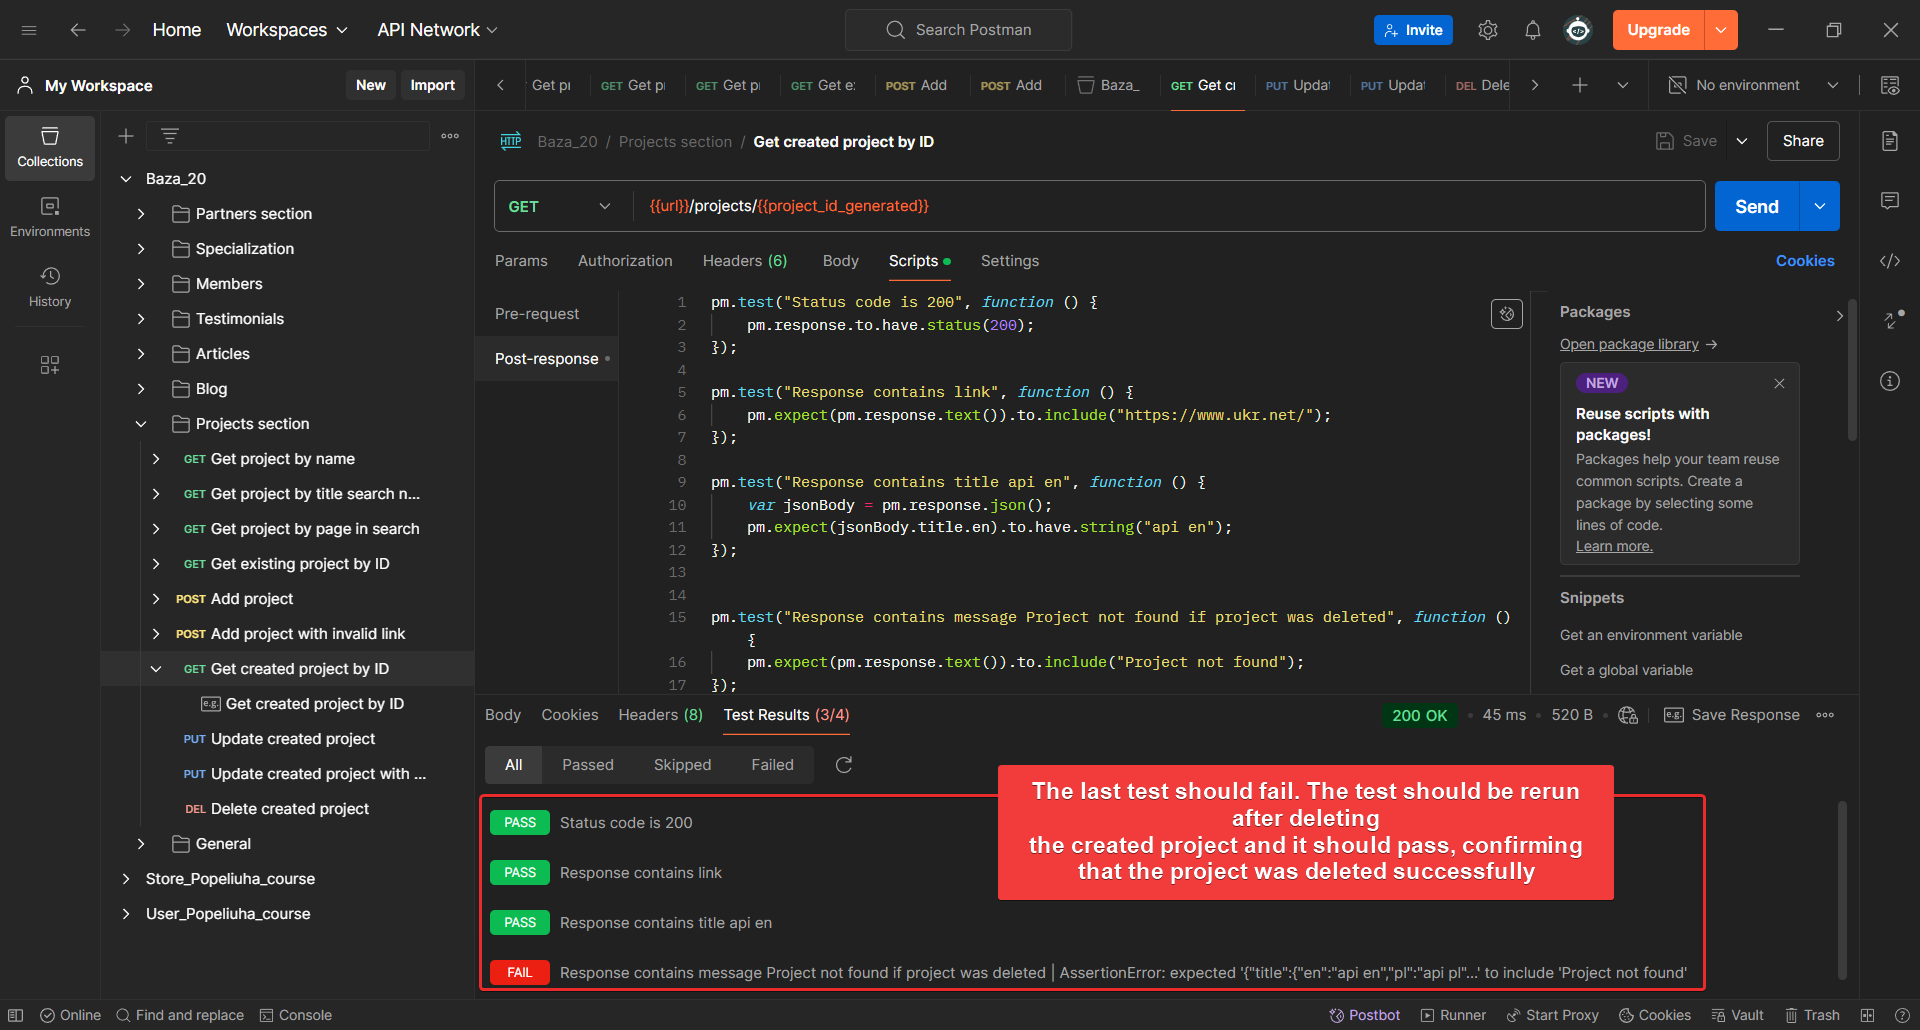 Home
Workspaces
API Network
Search Postman
Invite
Upgrade
My Workspace
New
Import
Get pr
GET Get p
GET Get p
GET Get e
POST Add
POST Add
Baza_
GET Get cr
PUT Updat
PUT Updat
DEL Dele
No environment
Collections
Environments
History
Baza_20
Partners section
Specialization
Members
Testimonials
Articles
Blog
Projects section
GET Get project by name
GET Get project by title search n...
GET Get project by page in search
GET Get existing project by ID
POST Add project
POST Add project with invalid link
GET Get created project by ID
e.g. Get created project by ID
PUT Update created project
PUT Update created project with ...
DEL Delete created project
General
Store_Popeliuha_course
User_Popeliuha_course
HTTP Baza_20 / Projects section / Get created project by ID
Save
Share
GET
{{url}}/projects/{{project_id_generated}}
Send
Params
Authorization
Headers (6)
Body
Scripts
Settings
Cookies
Pre-request
Post-response
1 pm.test("Status code is 200", function () {
2 pm.response.to.have.status(200);
3 });
4
5 pm.test("Response contains link", function () {
6 pm.expect(pm.response.text()).to.include("https://www.ukr.net/");
7 });
8
9 pm.test("Response contains title api en", function () {
10 var jsonBody = pm.response.json();
11 pm.expect(jsonBody.title.en).to.have.string("api en");
12 });
13
14
15 pm.test("Response contains message Project not found if project was deleted", function ()
{
16 pm.expect(pm.response.text()).to.include("Project not found");
17 });
Packages
Open package library →
NEW
Reuse scripts with
packages!
Packages help your team reuse
common scripts. Create a
package by selecting some
lines of code.
Learn more.
Snippets
Get an environment variable
Get a global variable
Body
Cookies
Headers (8)
Test Results (3/4)
200 OK
45 ms
520 B
e.g. Save Response
All
Passed
Skipped
Failed
The last test should fail. The test should be rerun
after deleting
the created project and it should pass, confirming
that the project was deleted successfully
PASS Status code is 200
PASS Response contains link
PASS Response contains title api en
FAIL Response contains message Project not found if project was deleted | AssertionError: expected '{"title":{"en":"api en","pl":"api pl"...' to include 'Project not found'
Online
Find and replace
Console
Postbot
Runner
Start Proxy
Cookies
Vault
Trash